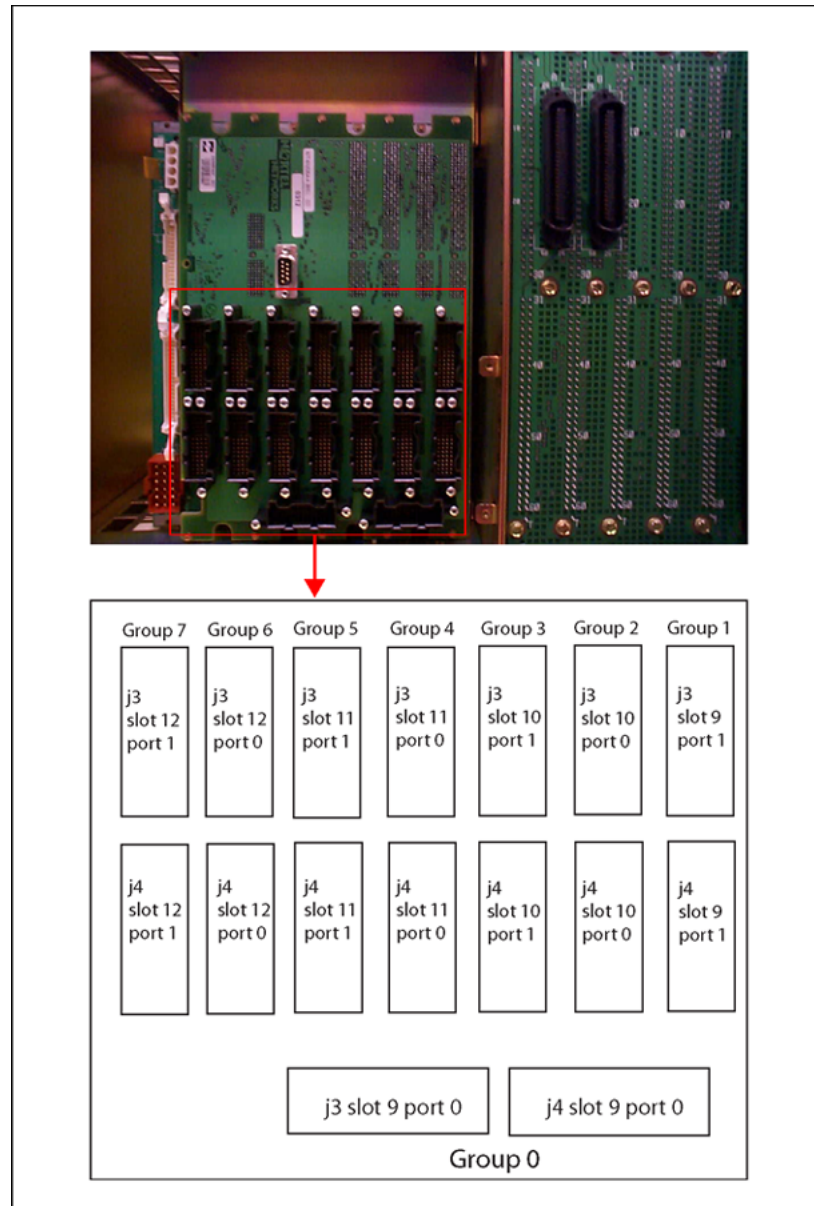 NORTEL
NETWORKS
Group 7 Group 6 Group 5 Group 4 Group 3 Group 2 Group 1
j3
slot 12
port 1
j3
slot 12
port 0
j3
slot 11
port 1
j3
slot 11
port 0
j3
slot 10
port 1
j3
slot 10
port 0
j3
slot 9
port 1
j4
slot 12
port 1
j4
slot 12
port 0
j4
slot 11
port 1
j4
slot 11
port 0
j4
slot 10
port 1
j4
slot 10
port 0
j4
slot 9
port 1
j3 slot 9 port 0
j4 slot 9 port 0
Group 0